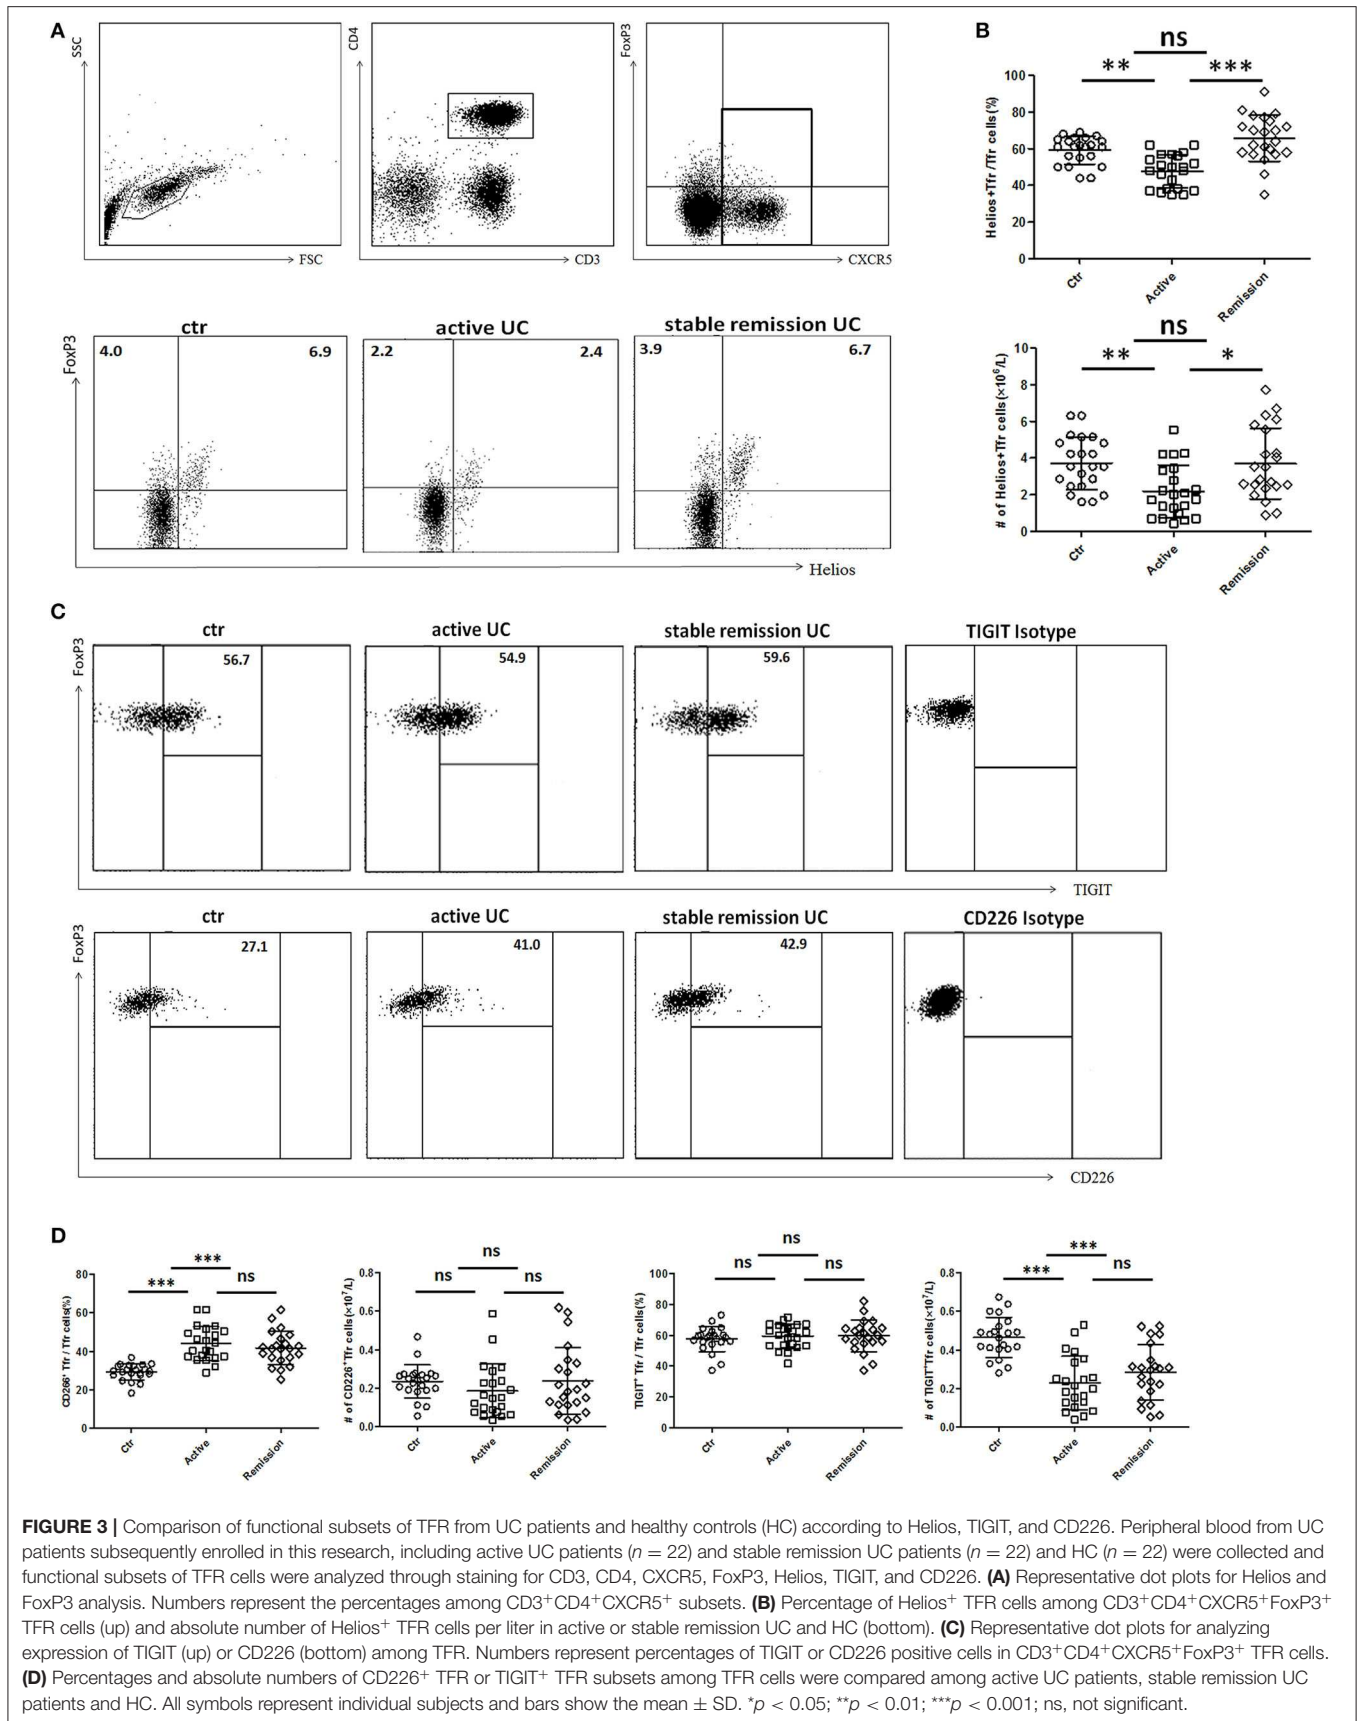 A
SSC
FSC
CD4
CD3
FoxP3
CXCR5
ctr
active UC
stable remission UC
FoxP3
4.0
6.9
2.2
2.4
3.9
6.7
Helios
B
ns
**
***
Helios+Tfr /Tfr cells(%)
100
80
60
40
20
0
Ctr
Active
Remission
ns
**
*
# of Helios+Tfr cells(×10⁶/L)
10
8
6
4
2
0
Ctr
Active
Remission
C
ctr
active UC
stable remission UC
TIGIT Isotype
FoxP3
56.7
54.9
59.6
TIGIT
ctr
active UC
stable remission UC
CD226 Isotype
FoxP3
27.1
41.0
42.9
CD226
D
***
***
ns
CD266⁺ Tfr / Tfr cells(%)
80
60
40
20
0
Ctr
Active
Remission
ns
ns
ns
# of CD226⁺Tfr cells(×10⁷/L)
0.8
0.6
0.4
0.2
0.0
Ctr
Active
Remission
ns
ns
ns
TIGIT⁺ Tfr / Tfr cells(%)
100
80
60
40
20
0
Ctr
Active
Remission
***
***
ns
# of TIGIT⁺Tfr cells(×10⁷/L)
0.8
0.6
0.4
0.2
0.0
Ctr
Active
Remission
FIGURE 3 | Comparison of functional subsets of TFR from UC patients and healthy controls (HC) according to Helios, TIGIT, and CD226. Peripheral blood from UC
patients subsequently enrolled in this research, including active UC patients (n = 22) and stable remission UC patients (n = 22) and HC (n = 22) were collected and
functional subsets of TFR cells were analyzed through staining for CD3, CD4, CXCR5, FoxP3, Helios, TIGIT, and CD226. (A) Representative dot plots for Helios and
FoxP3 analysis. Numbers represent the percentages among CD3⁺CD4⁺CXCR5⁺ subsets. (B) Percentage of Helios⁺ TFR cells among CD3⁺CD4⁺CXCR5⁺FoxP3⁺
TFR cells (up) and absolute number of Helios⁺ TFR cells per liter in active or stable remission UC and HC (bottom). (C) Representative dot plots for analyzing
expression of TIGIT (up) or CD226 (bottom) among TFR. Numbers represent percentages of TIGIT or CD226 positive cells in CD3⁺CD4⁺CXCR5⁺FoxP3⁺ TFR cells.
(D) Percentages and absolute numbers of CD226⁺ TFR or TIGIT⁺ TFR subsets among TFR cells were compared among active UC patients, stable remission UC
patients and HC. All symbols represent individual subjects and bars show the mean ± SD. *p < 0.05; **p < 0.01; ***p < 0.001; ns, not significant.